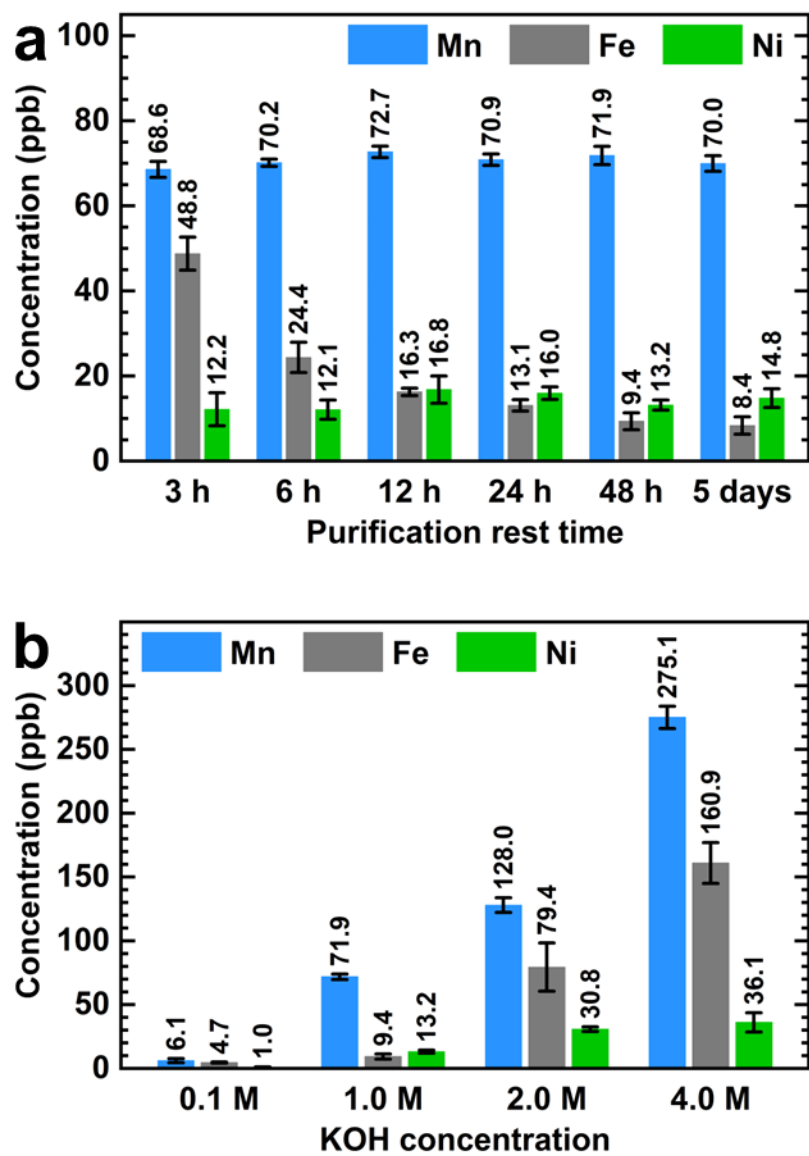 a
Mn Fe Ni
Concentration (ppb)
100
80
60
40
20
0
68.6 48.8 12.2 70.2 24.4 12.1 72.7 16.3 16.8 70.9 13.1 16.0 71.9 9.4 13.2 70.0 8.4 14.8
3 h 6 h 12 h 24 h 48 h 5 days
Purification rest time
b
Mn Fe Ni
Concentration (ppb)
300
250
200
150
100
50
0
6.1 4.7 1.0 71.9 9.4 13.2 128.0 79.4 30.8 275.1 160.9 36.1
0.1 M 1.0 M 2.0 M 4.0 M
KOH concentration